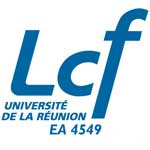 Lcf
UNIVERSITÉ
DE LA RÉUNION
EA 4549